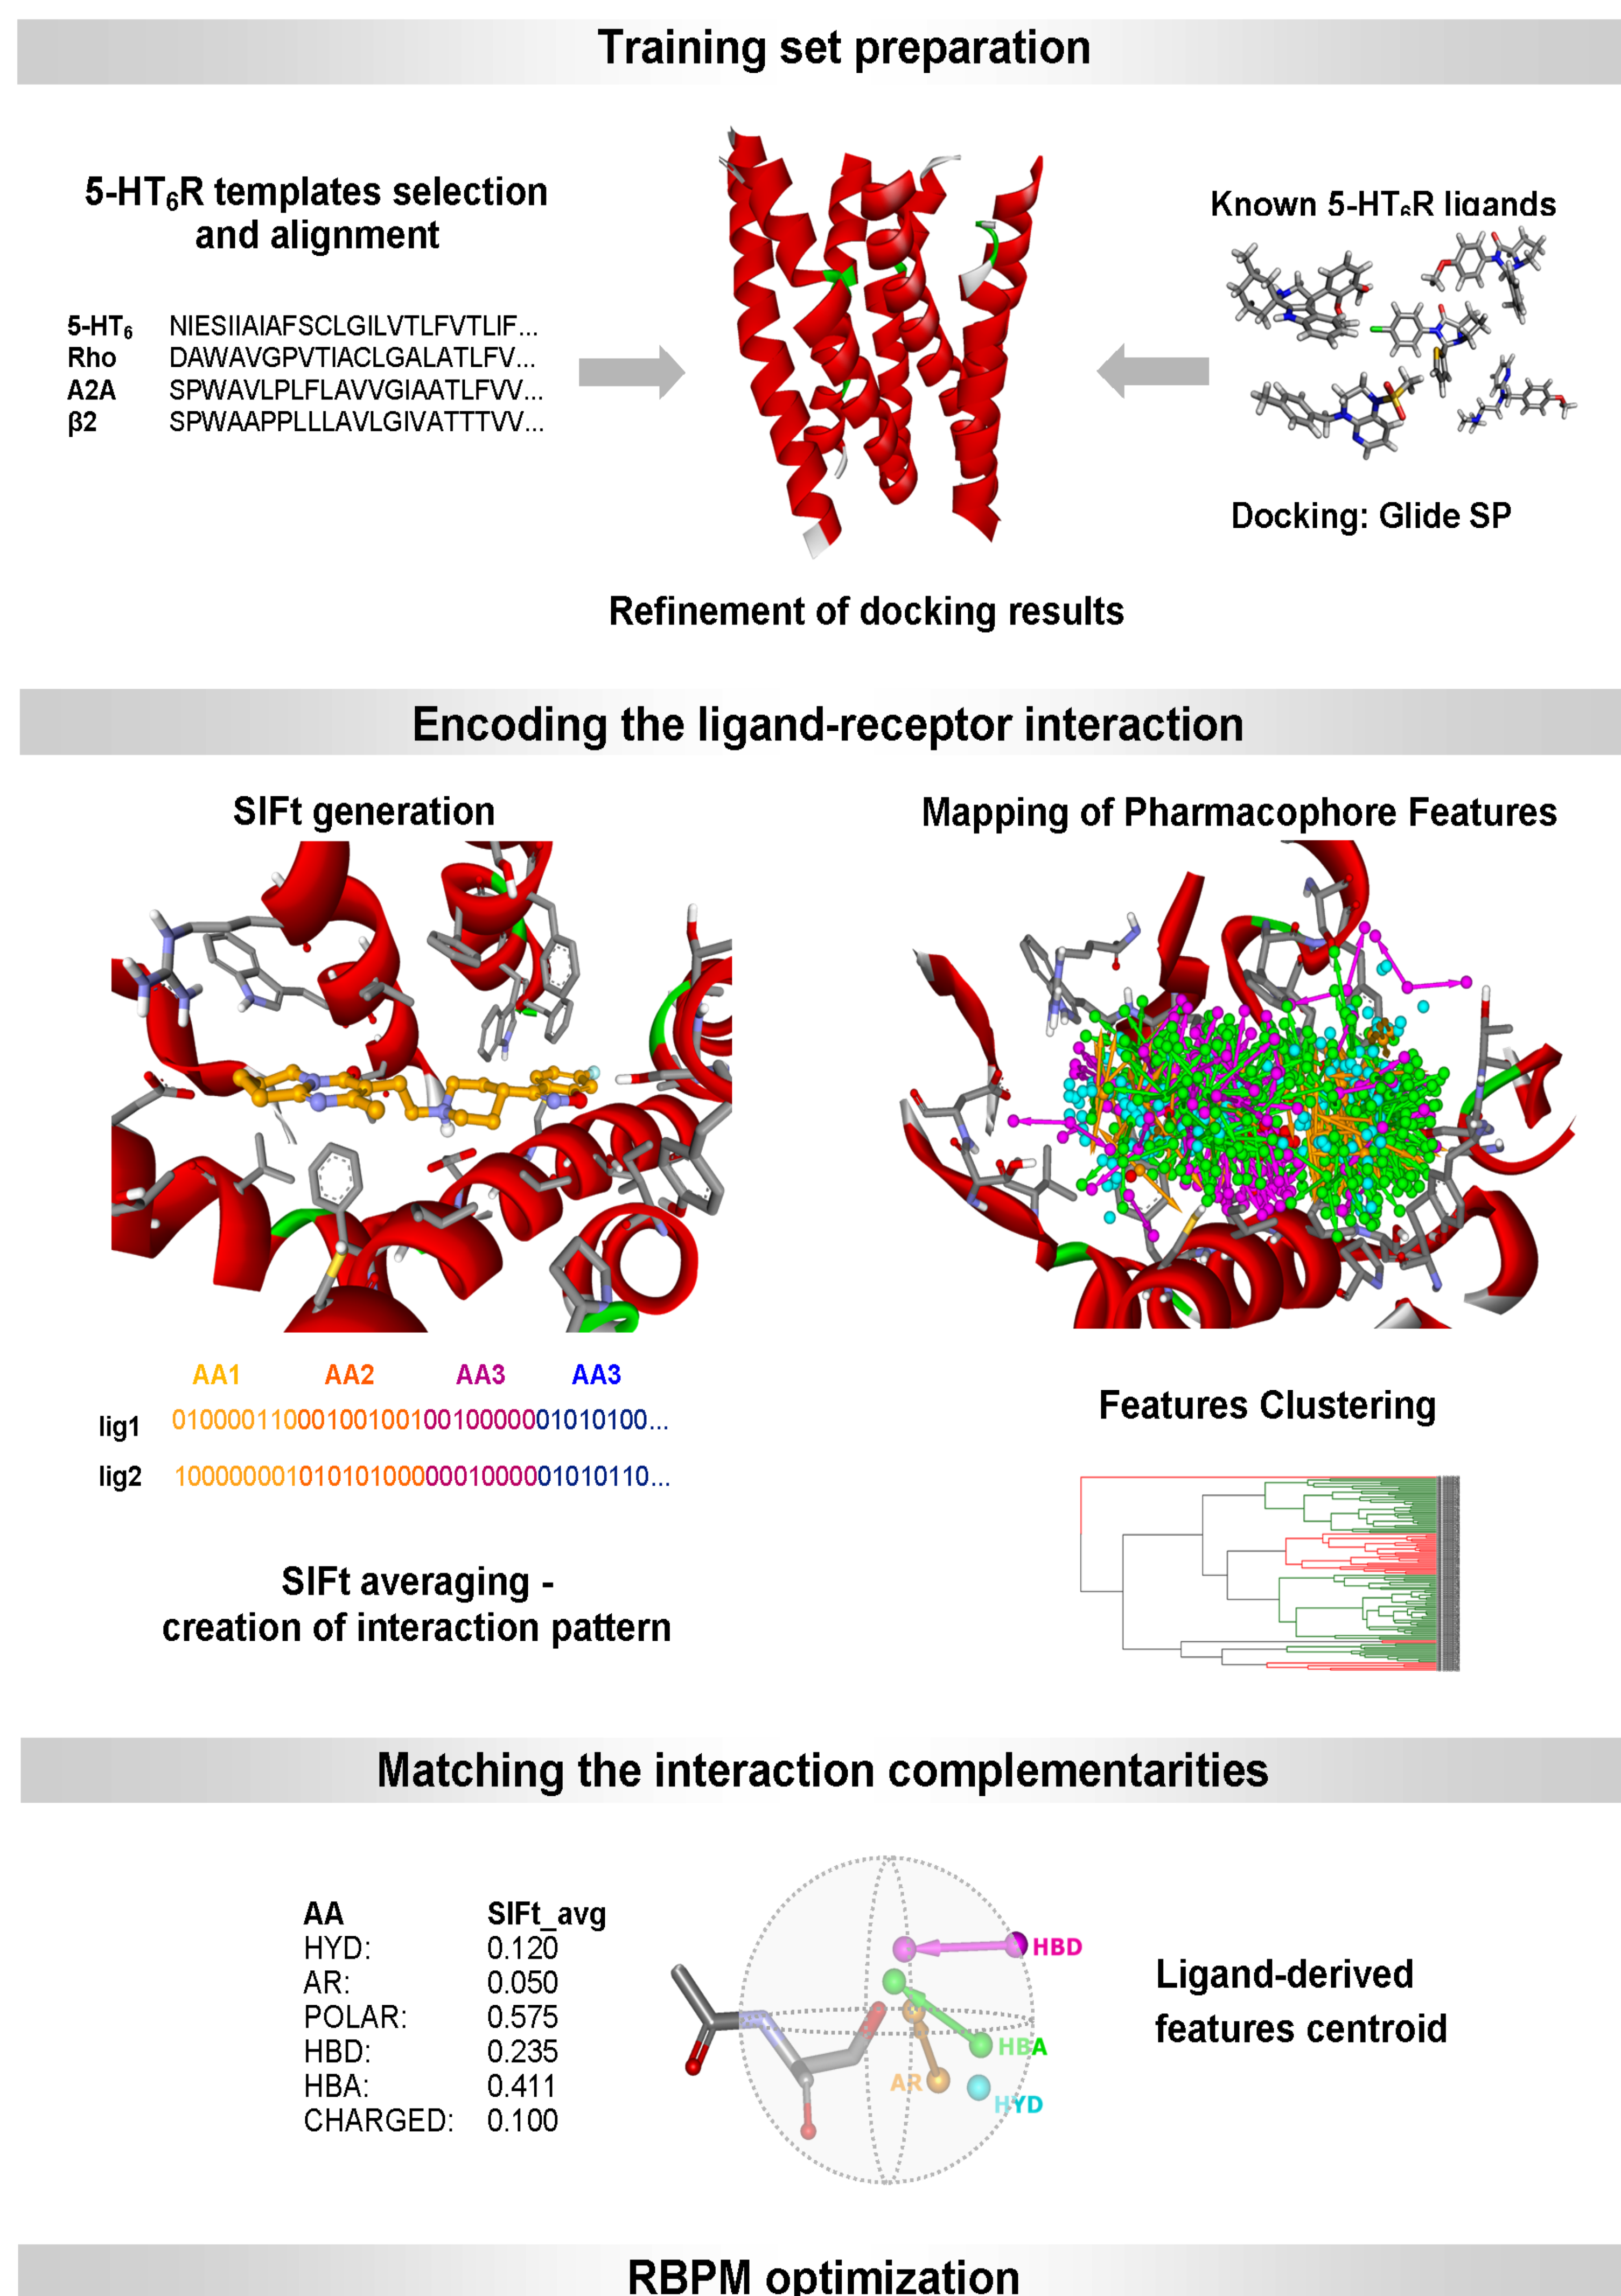 Training set preparation
5-HT₆R templates selection
and alignment
5-HT₆ NIESIIAIAFSCLGILVTLFVTLIF...
Rho DAWAVGPVTIACLGALATLFV...
A2A SPWAVLPLFLAVVGIAATLFVV...
β2 SPWAAPPLLLAVLGIVATTTVV...
Known 5-HT₆R ligands
Docking: Glide SP
Refinement of docking results
Encoding the ligand-receptor interaction
SIFt generation
Mapping of Pharmacophore Features
AA1 AA2 AA3 AA3
lig1 0100001100010010010010000001010100...
lig2 1000000010101010000001000001010110...
SIFt averaging -
creation of interaction pattern
Features Clustering
Matching the interaction complementarities
AA SIFt_avg
HYD: 0.120
AR: 0.050
POLAR: 0.575
HBD: 0.235
HBA: 0.411
CHARGED: 0.100
HBD
HBA
AR
HYD
Ligand-derived
features centroid
RBPM optimization